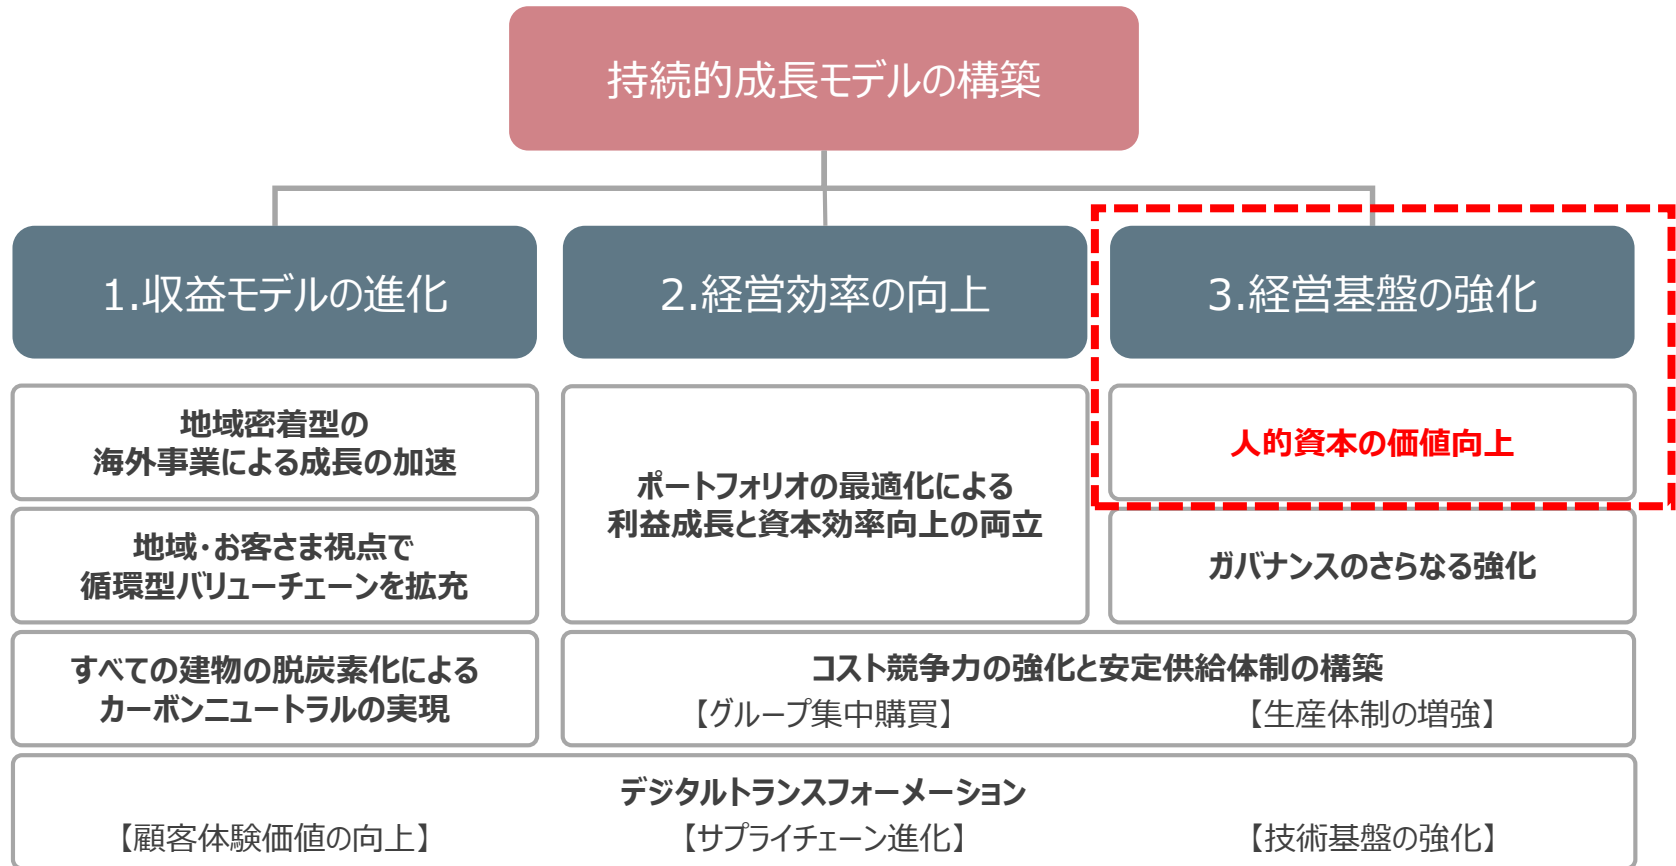 持続的成長モデルの構築
1.収益モデルの進化
2.経営効率の向上
3.経営基盤の強化
地域密着型の
海外事業による成長の加速
地域・お客さま視点で
循環型バリューチェーンを拡充
すべての建物の脱炭素化による
カーボンニュートラルの実現
ポートフォリオの最適化による
利益成長と資本効率向上の両立
人的資本の価値向上
ガバナンスのさらなる強化
コスト競争力の強化と安定供給体制の構築
【グループ集中購買】 【生産体制の増強】
デジタルトランスフォーメーション
【顧客体験価値の向上】 【サプライチェーン進化】 【技術基盤の強化】